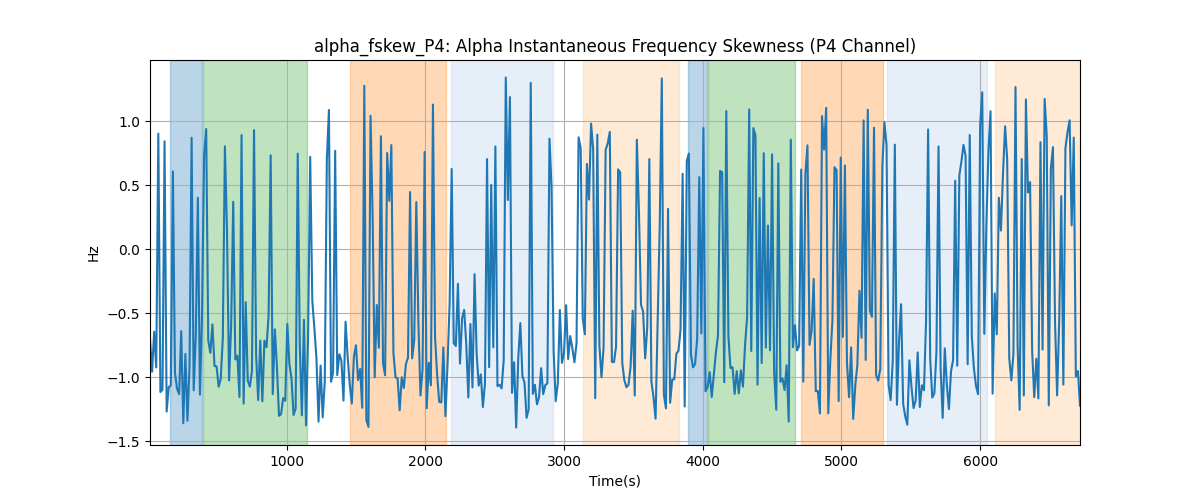 alpha_fskew_P4: Alpha Instantaneous Frequency Skewness (P4 Channel)
Hz
1.0
0.5
0.0
−0.5
−1.0
−1.5
1000 2000 3000 4000 5000 6000
Time(s)